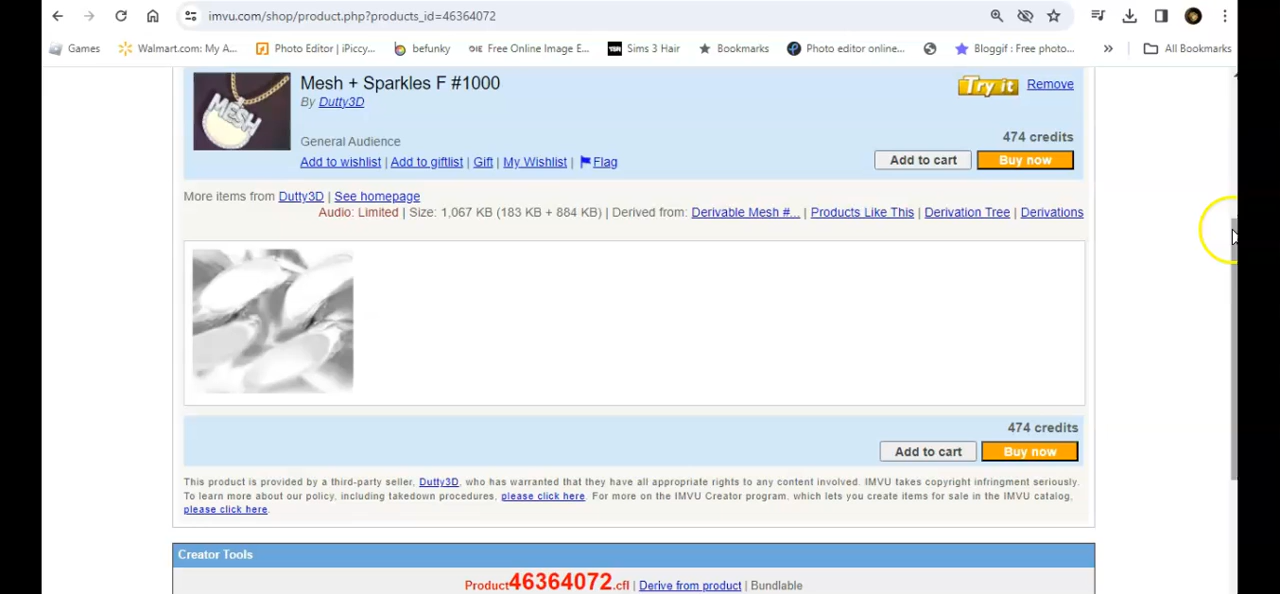 imvu.com/shop/product.php?products_id=46364072
Games
Walmart.com: My A...
Photo Editor | iPiccy...
befunky
Free Online Image E...
Sims 3 Hair
Bookmarks
Photo editor online...
Bloggif : Free photo...
»
All Bookmarks
MESH
Mesh + Sparkles F #1000
By Dutty3D
Try it
Remove
General Audience
474 credits
Add to wishlist | Add to giftlist | Gift | My Wishlist | Flag
Add to cart
Buy now
More items from Dutty3D | See homepage
Audio: Limited | Size: 1,067 KB (183 KB + 884 KB) | Derived from: Derivable Mesh #... | Products Like This | Derivation Tree | Derivations
474 credits
Add to cart
Buy now
This product is provided by a third-party seller, Dutty3D, who has warranted that they have all appropriate rights to any content involved. IMVU takes copyright infringment seriously.
To learn more about our policy, including takedown procedures, please click here. For more on the IMVU Creator program, which lets you create items for sale in the IMVU catalog,
please click here.
Creator Tools
Product46364072.cfl | Derive from product | Bundlable